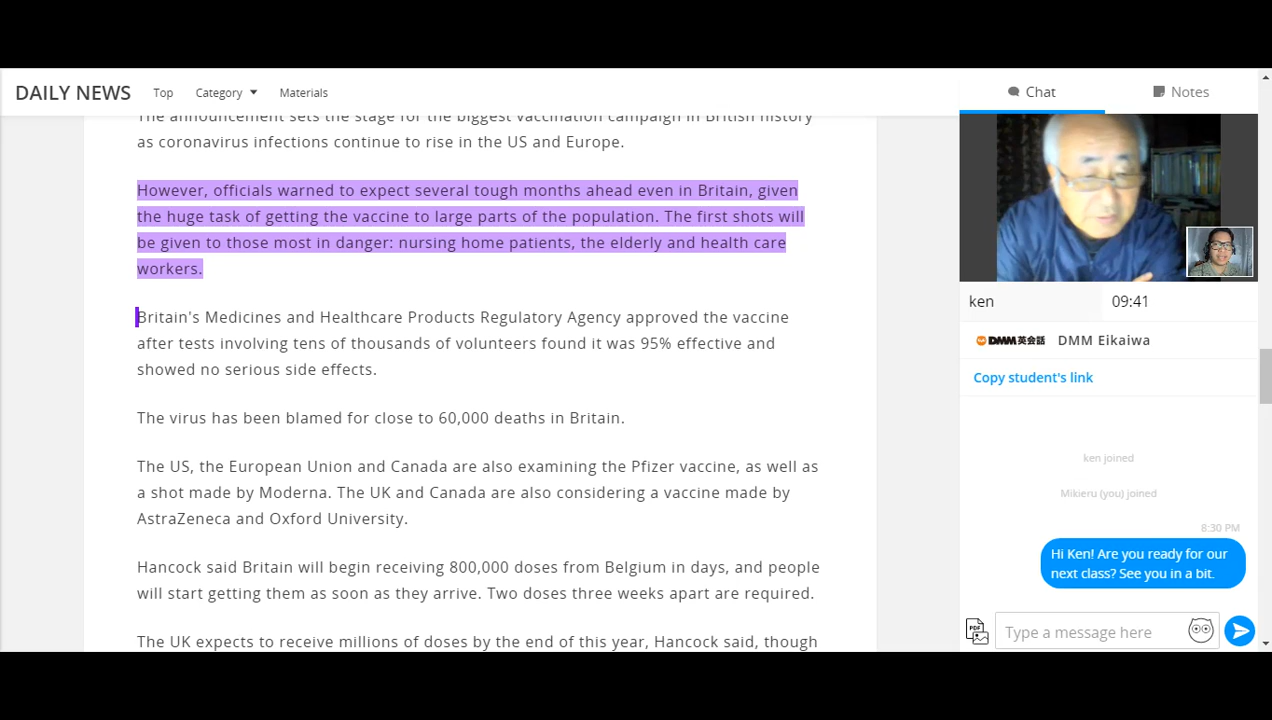 DAILY NEWS Top Category Materials
The announcement sets the stage for the biggest vaccination campaign in British history
as coronavirus infections continue to rise in the US and Europe.
However, officials warned to expect several tough months ahead even in Britain, given
the huge task of getting the vaccine to large parts of the population. The first shots will
be given to those most in danger: nursing home patients, the elderly and health care
workers.
Britain's Medicines and Healthcare Products Regulatory Agency approved the vaccine
after tests involving tens of thousands of volunteers found it was 95% effective and
showed no serious side effects.
The virus has been blamed for close to 60,000 deaths in Britain.
The US, the European Union and Canada are also examining the Pfizer vaccine, as well as
a shot made by Moderna. The UK and Canada are also considering a vaccine made by
AstraZeneca and Oxford University.
Hancock said Britain will begin receiving 800,000 doses from Belgium in days, and people
will start getting them as soon as they arrive. Two doses three weeks apart are required.
The UK expects to receive millions of doses by the end of this year, Hancock said, though
Chat Notes
ken 09:41
DMM英会話 DMM Eikaiwa
Copy student's link
ken joined
Mikieru (you) joined
8:30 PM
Hi Ken! Are you ready for our
next class? See you in a bit.
PDF Type a message here